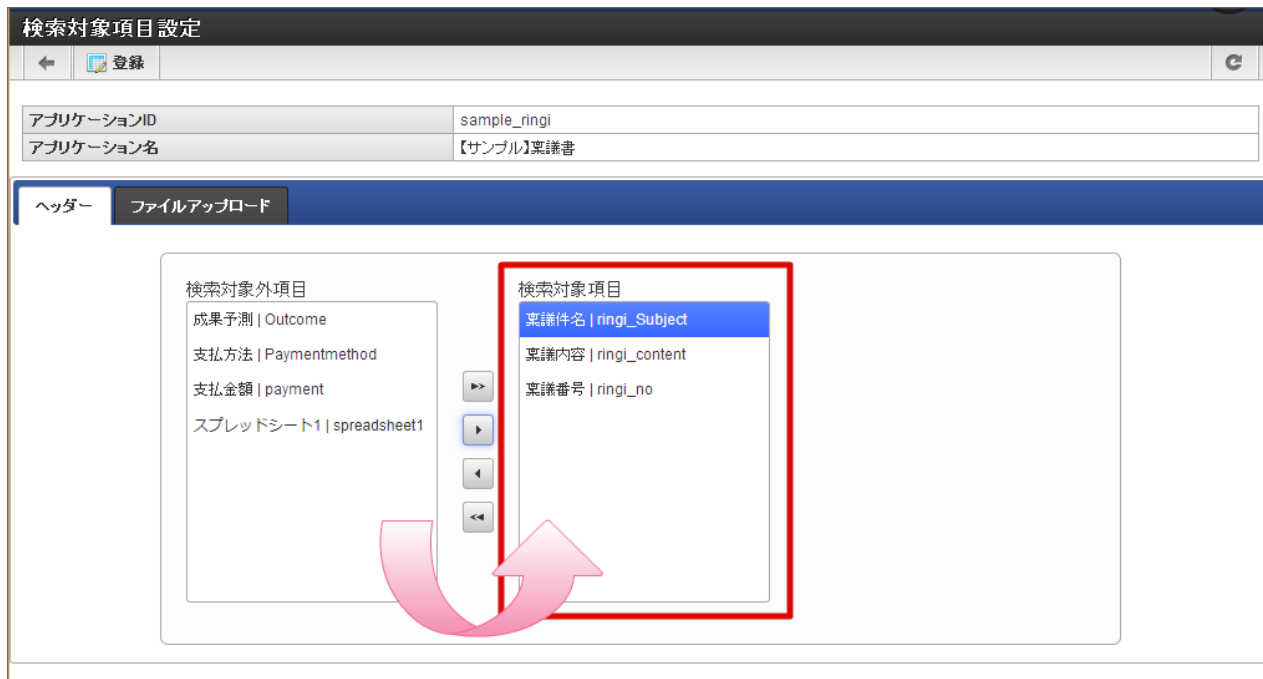 検索対象項目設定
登録
アプリケーションID sample_ringi
アプリケーション名 【サンプル】稟議書
ヘッダー ファイルアップロード
検索対象外項目
成果予測 | Outcome
支払方法 | Paymentmethod
支払金額 | payment
スプレッドシート1 | spreadsheet1
検索対象項目
稟議件名 | ringi_Subject
稟議内容 | ringi_content
稟議番号 | ringi_no